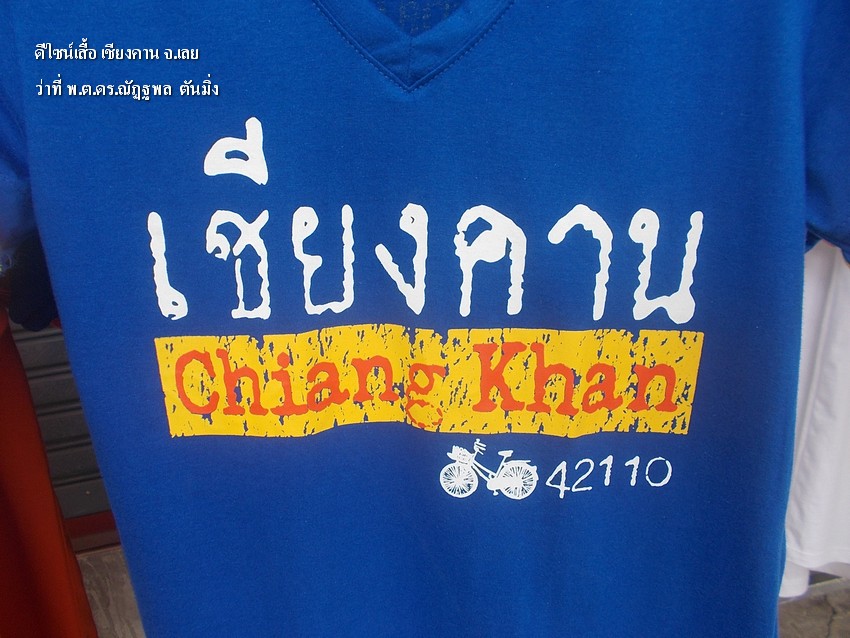 ดีไซน์เสื้อ เชียงคาน จ.เลย
ว่าที่ พ.ต.ดร.ณัฏฐพล ตันมิ่ง
เชียงคาน
Chiang Khan
42110